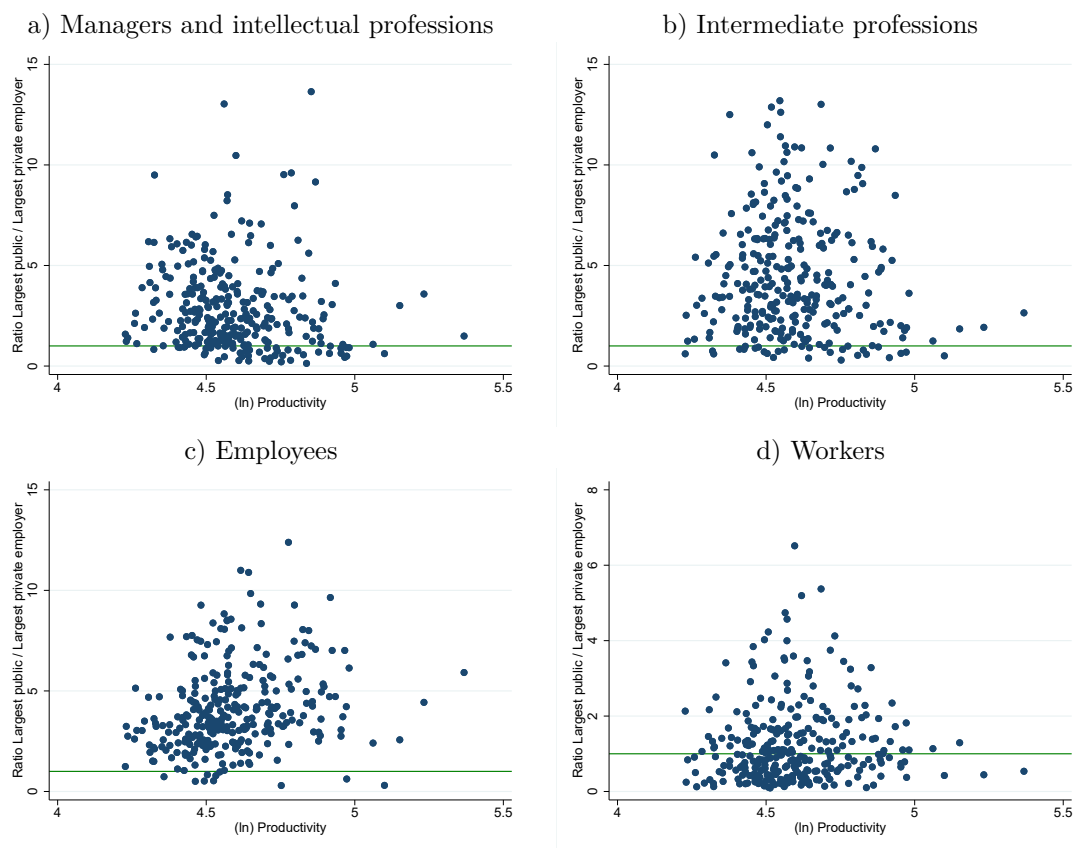 a) Managers and intellectual professions
Ratio Largest public / Largest private employer
15
10
5
0
4
4.5
5
5.5
(ln) Productivity
b) Intermediate professions
Ratio Largest public / Largest private employer
15
10
5
0
4
4.5
5
5.5
(ln) Productivity
c) Employees
Ratio Largest public / Largest private employer
15
10
5
0
4
4.5
5
5.5
(ln) Productivity
d) Workers
Ratio Largest public / Largest private employer
8
6
4
2
0
4
4.5
5
5.5
(ln) Productivity